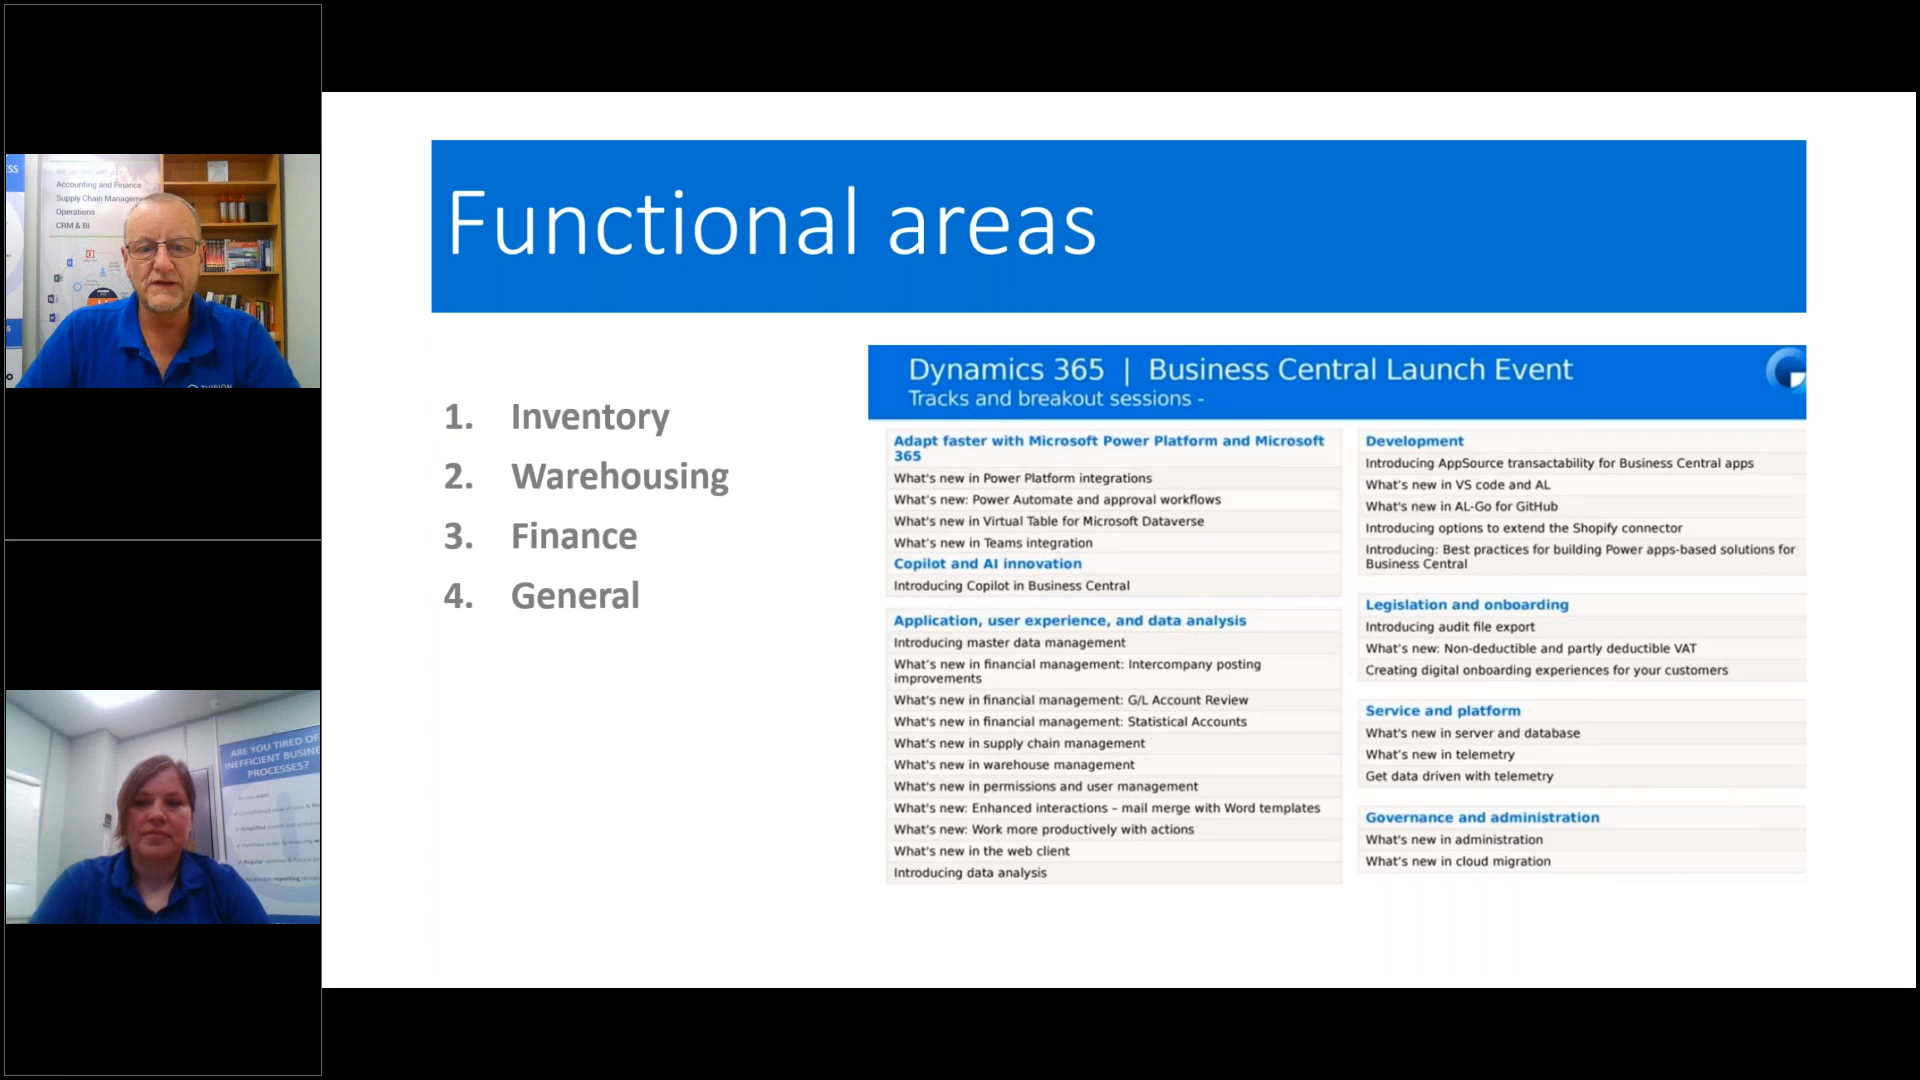 SS
Accounting and Finance
Supply Chain Managem
Operations
CRM & BI
ARE YOU TIRED OF
INEFFICIENT BUSINE
PROCESSES?
Functional areas
1. Inventory
2. Warehousing
3. Finance
4. General
Dynamics 365 | Business Central Launch Event
Tracks and breakout sessions -
Adapt faster with Microsoft Power Platform and Microsoft
365
What's new in Power Platform integrations
What's new: Power Automate and approval workflows
What's new in Virtual Table for Microsoft Dataverse
What's new in Teams integration
Copilot and AI innovation
Introducing Copilot in Business Central
Application, user experience, and data analysis
Introducing master data management
What's new in financial management: Intercompany posting
improvements
What's new in financial management: G/L Account Review
What's new in financial management: Statistical Accounts
What's new in supply chain management
What's new in warehouse management
What's new in permissions and user management
What's new: Enhanced interactions – mail merge with Word templates
What's new: Work more productively with actions
What's new in the web client
Introducing data analysis
Development
Introducing AppSource transactability for Business Central apps
What's new in VS code and AL
What's new in AL-Go for GitHub
Introducing options to extend the Shopify connector
Introducing: Best practices for building Power apps-based solutions for
Business Central
Legislation and onboarding
Introducing audit file export
What's new: Non-deductible and partly deductible VAT
Creating digital onboarding experiences for your customers
Service and platform
What's new in server and database
What's new in telemetry
Get data driven with telemetry
Governance and administration
What's new in administration
What's new in cloud migration